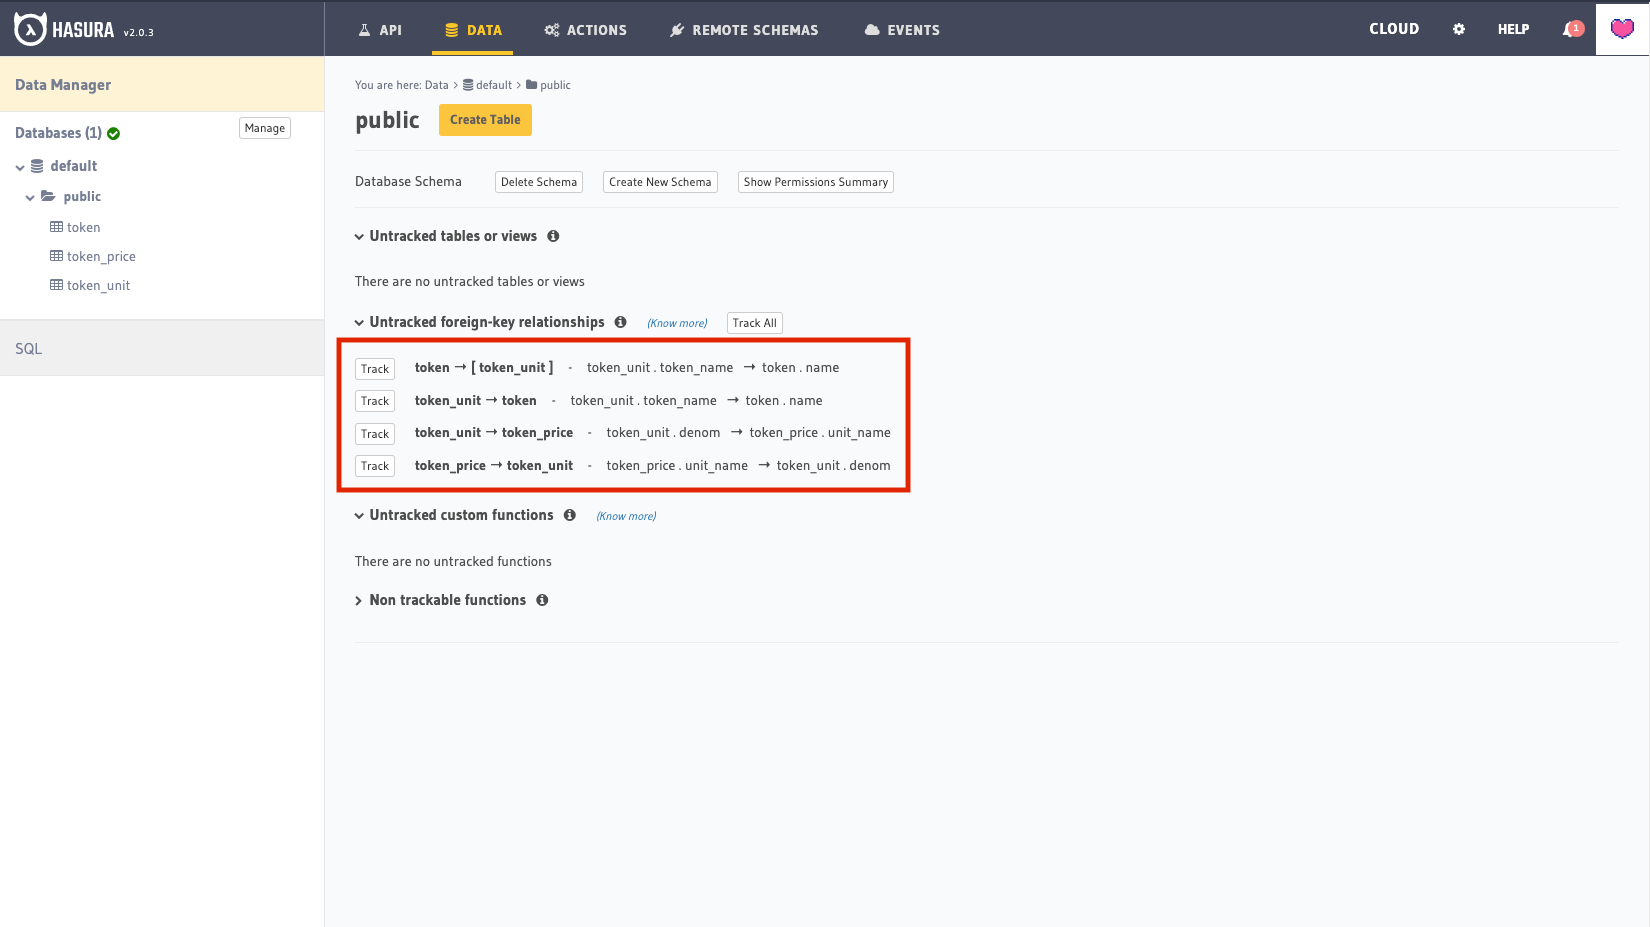 HASURA v2.0.3
API
DATA
ACTIONS
REMOTE SCHEMAS
EVENTS
CLOUD
HELP
1
Data Manager
Databases (1)
Manage
default
public
token
token_price
token_unit
SQL
You are here: Data > default > public
public
Create Table
Database Schema
Delete Schema
Create New Schema
Show Permissions Summary
Untracked tables or views
There are no untracked tables or views
Untracked foreign-key relationships (Know more) Track All
Track token → [ token_unit ] - token_unit . token_name → token . name
Track token_unit → token - token_unit . token_name → token . name
Track token_unit → token_price - token_unit . denom → token_price . unit_name
Track token_price → token_unit - token_price . unit_name → token_unit . denom
Untracked custom functions (Know more)
There are no untracked functions
Non trackable functions